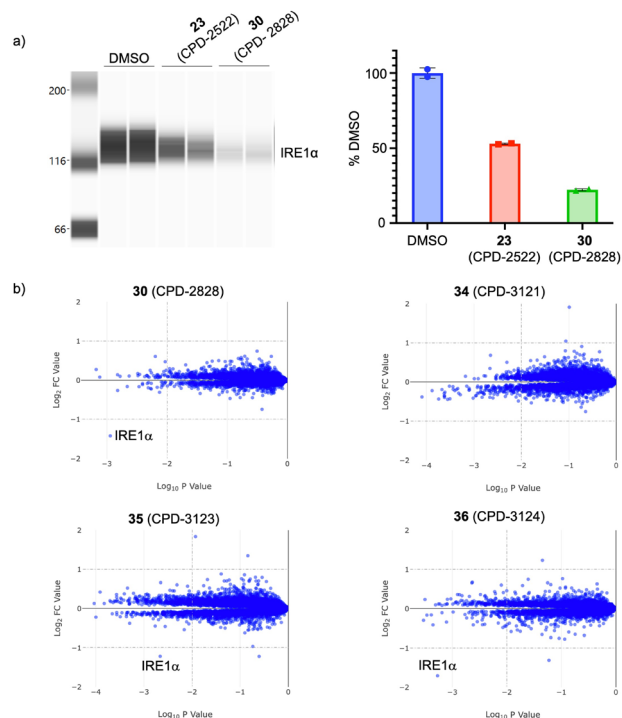 a)
23
(CPD-2522)
30
(CPD- 2828)
DMSO
200
116
66
IRE1α
% DMSO
100
50
0
DMSO
23
(CPD-2522)
30
(CPD-2828)
b)
30 (CPD-2828)
Log2 FC Value
2
1
0
−1
−2
IRE1α
−3
−2
−1
0
Log10 P Value
34 (CPD-3121)
Log2 FC Value
2
1
0
−1
−2
−4
−3
−2
−1
0
Log10 P Value
35 (CPD-3123)
Log2 FC Value
2
1
0
−1
−2
IRE1α
−4
−3
−2
−1
0
Log10 P Value
36 (CPD-3124)
Log2 FC Value
2
1
0
−1
−2
IRE1α
−3
−2
−1
0
Log10 P Value